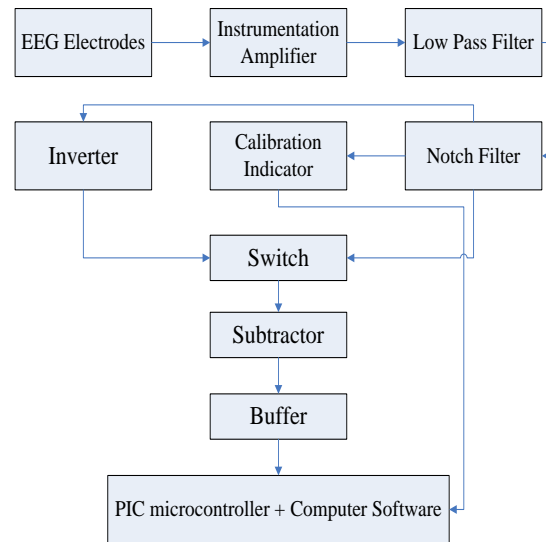 EEG Electrodes
Instrumentation
Amplifier
Low Pass Filter
Inverter
Calibration
Indicator
Notch Filter
Switch
Subtractor
Buffer
PIC microcontroller + Computer Software